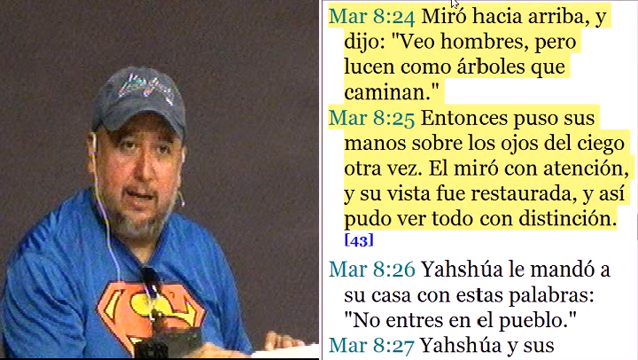 Mar 8:24 Miró hacia arriba, y
dijo: "Veo hombres, pero
lucen como árboles que
caminan."
Mar 8:25 Entonces puso sus
manos sobre los ojos del ciego
otra vez. El miró con atención,
y su vista fue restaurada, y así
pudo ver todo con distinción.
[43]
Mar 8:26 Yahshúa le mandó a
su casa con estas palabras:
"No entres en el pueblo."
Mar 8:27 Yahshúa y sus